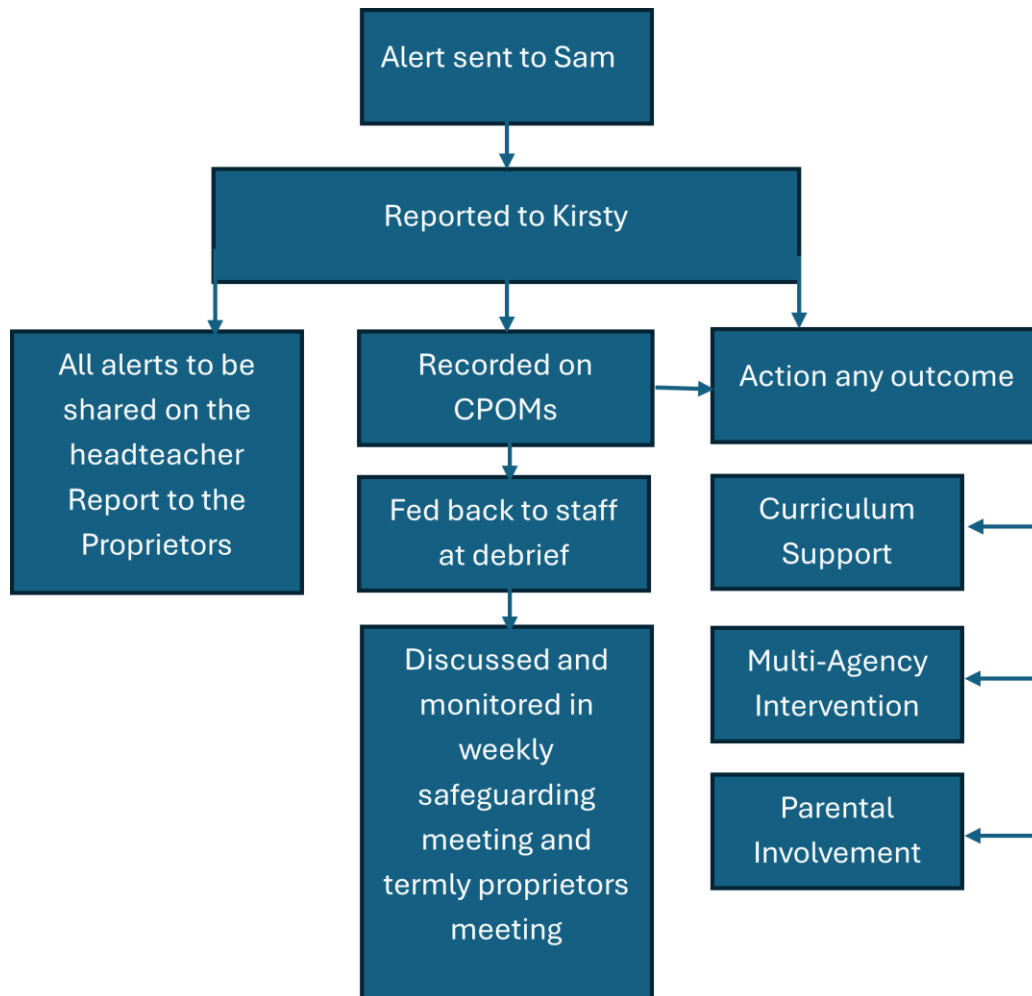 Alert sent to Sam
Reported to Kirsty
All alerts to be
shared on the
headteacher
Report to the
Proprietors
Recorded on
CPOMs
Action any outcome
Fed back to staff
at debrief
Curriculum
Support
Discussed and
monitored in
weekly
safeguarding
meeting and
termly proprietors
meeting
Multi-Agency
Intervention
Parental
Involvement